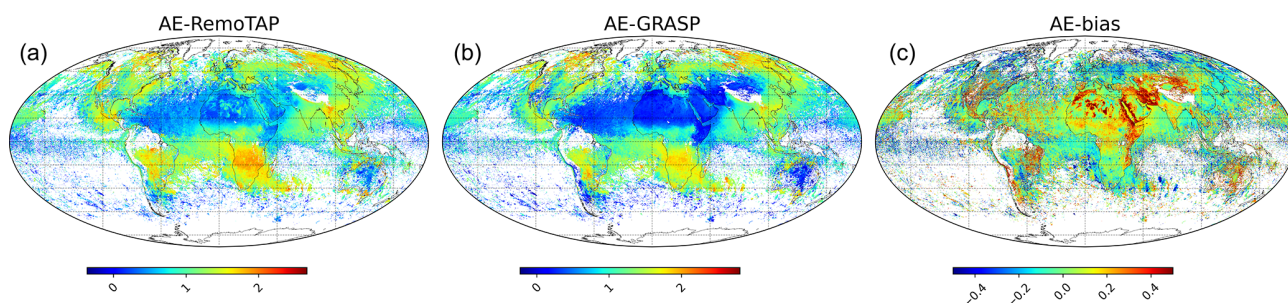 AE-RemoTAP
AE-GRASP
AE-bias
(a)
(b)
(c)
0
1
2
0
1
2
−0.4
−0.2
0.0
0.2
0.4